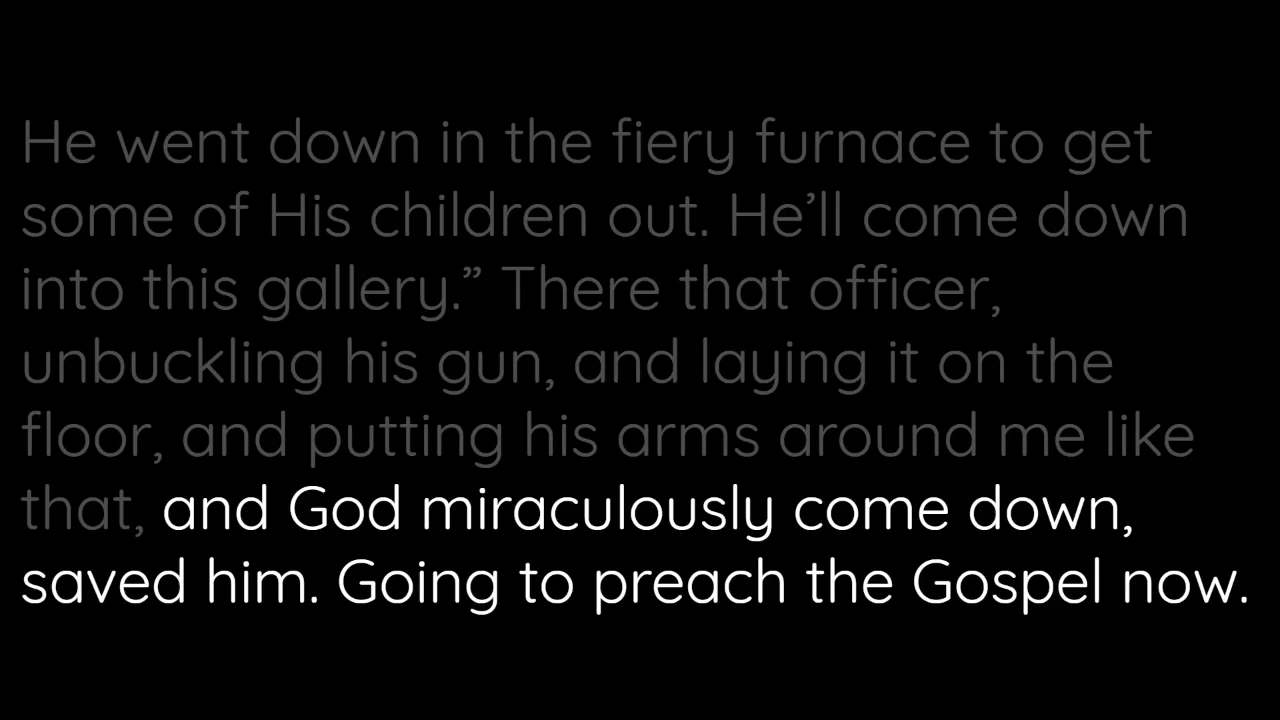 He went down in the fiery furnace to get
some of His children out. He’ll come down
into this gallery.” There that officer,
unbuckling his gun, and laying it on the
floor, and putting his arms around me like
that, and God miraculously come down,
saved him. Going to preach the Gospel now.